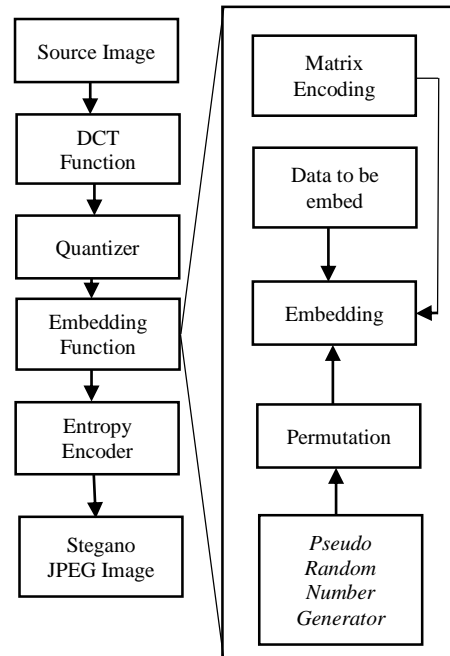 Source Image
DCT
Function
Quantizer
Embedding
Function
Entropy
Encoder
Stegano
JPEG Image
Matrix
Encoding
Data to be
embed
Embedding
Permutation
Pseudo
Random
Number
Generator